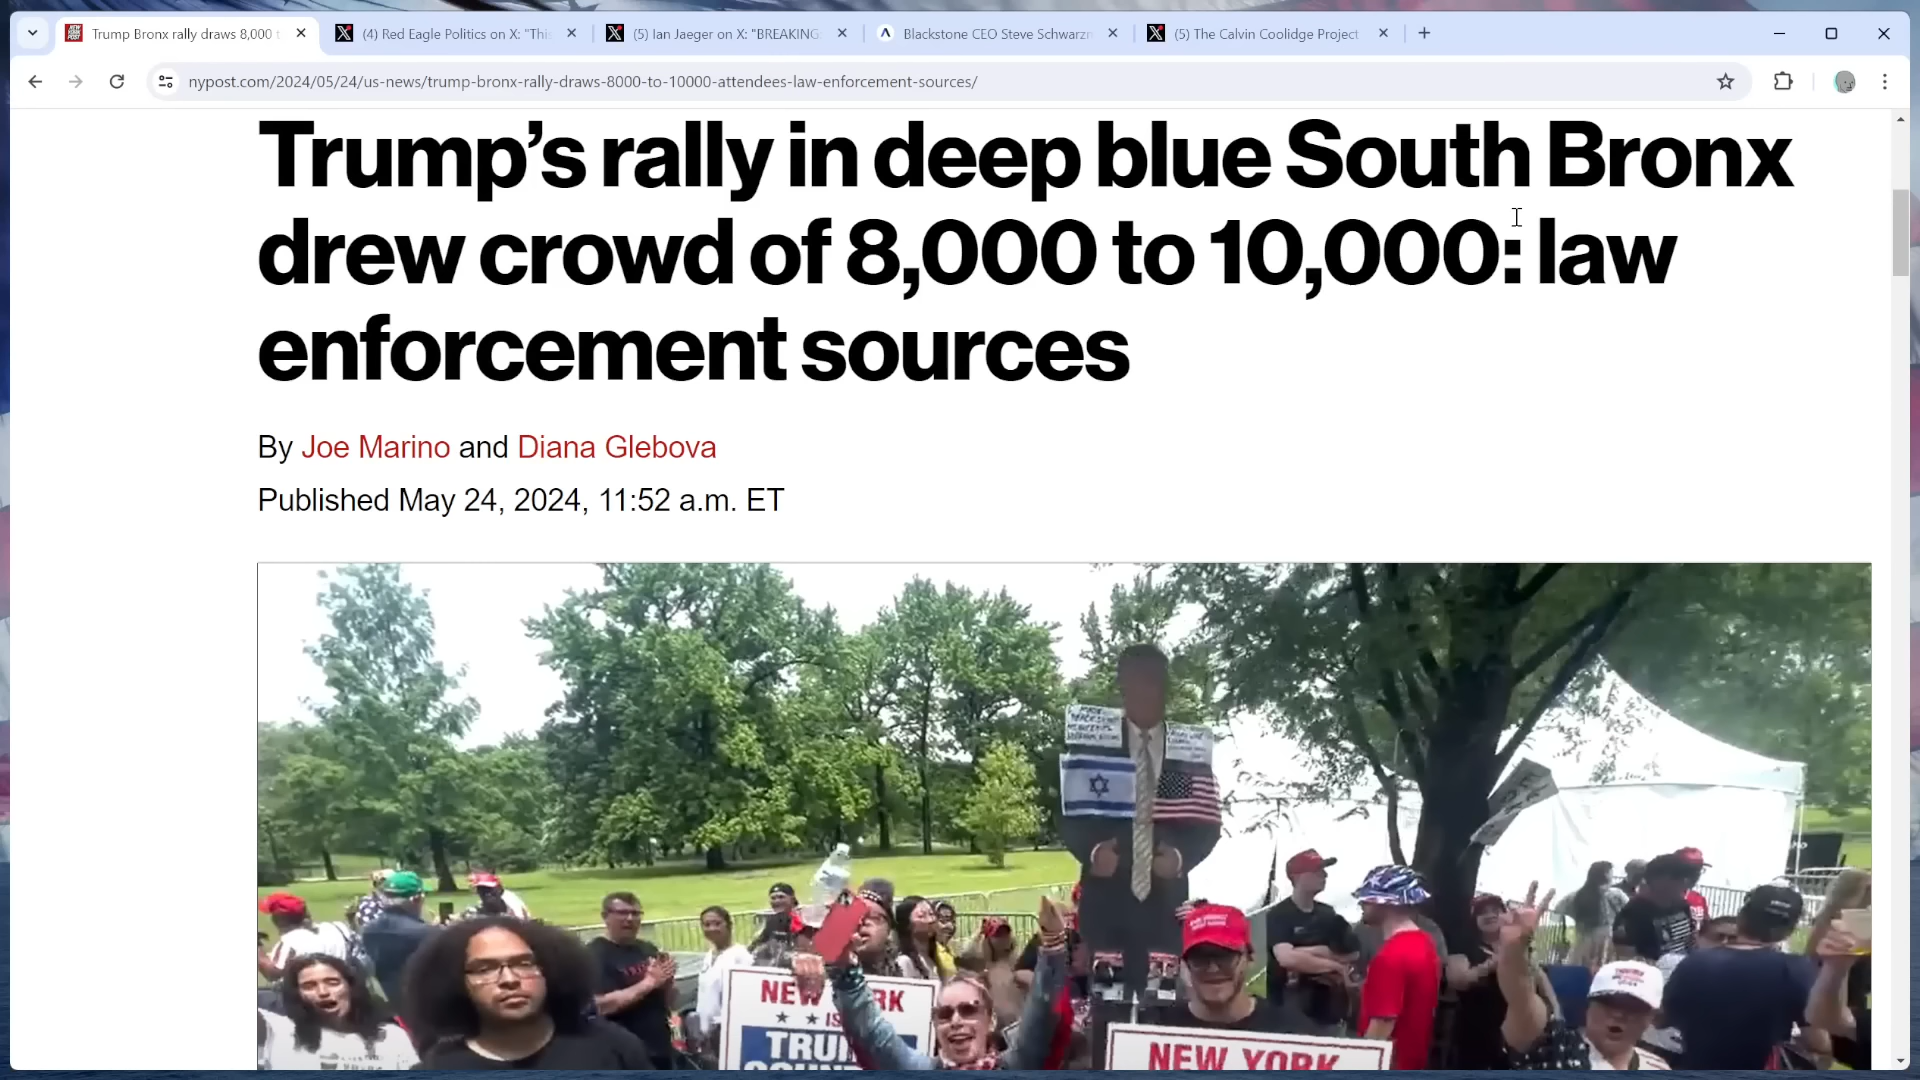 Trump Bronx rally draws 8,000 t
(4) Red Eagle Politics on X: "This
(5) Ian Jaeger on X: "BREAKING
Blackstone CEO Steve Schwarzn
(5) The Calvin Coolidge Project
nypost.com/2024/05/24/us-news/trump-bronx-rally-draws-8000-to-10000-attendees-law-enforcement-sources/
Trump’s rally in deep blue South Bronx
drew crowd of 8,000 to 10,000: law
enforcement sources
By Joe Marino and Diana Glebova
Published May 24, 2024, 11:52 a.m. ET
NEW YORK
IS
TRU
NEW YORK